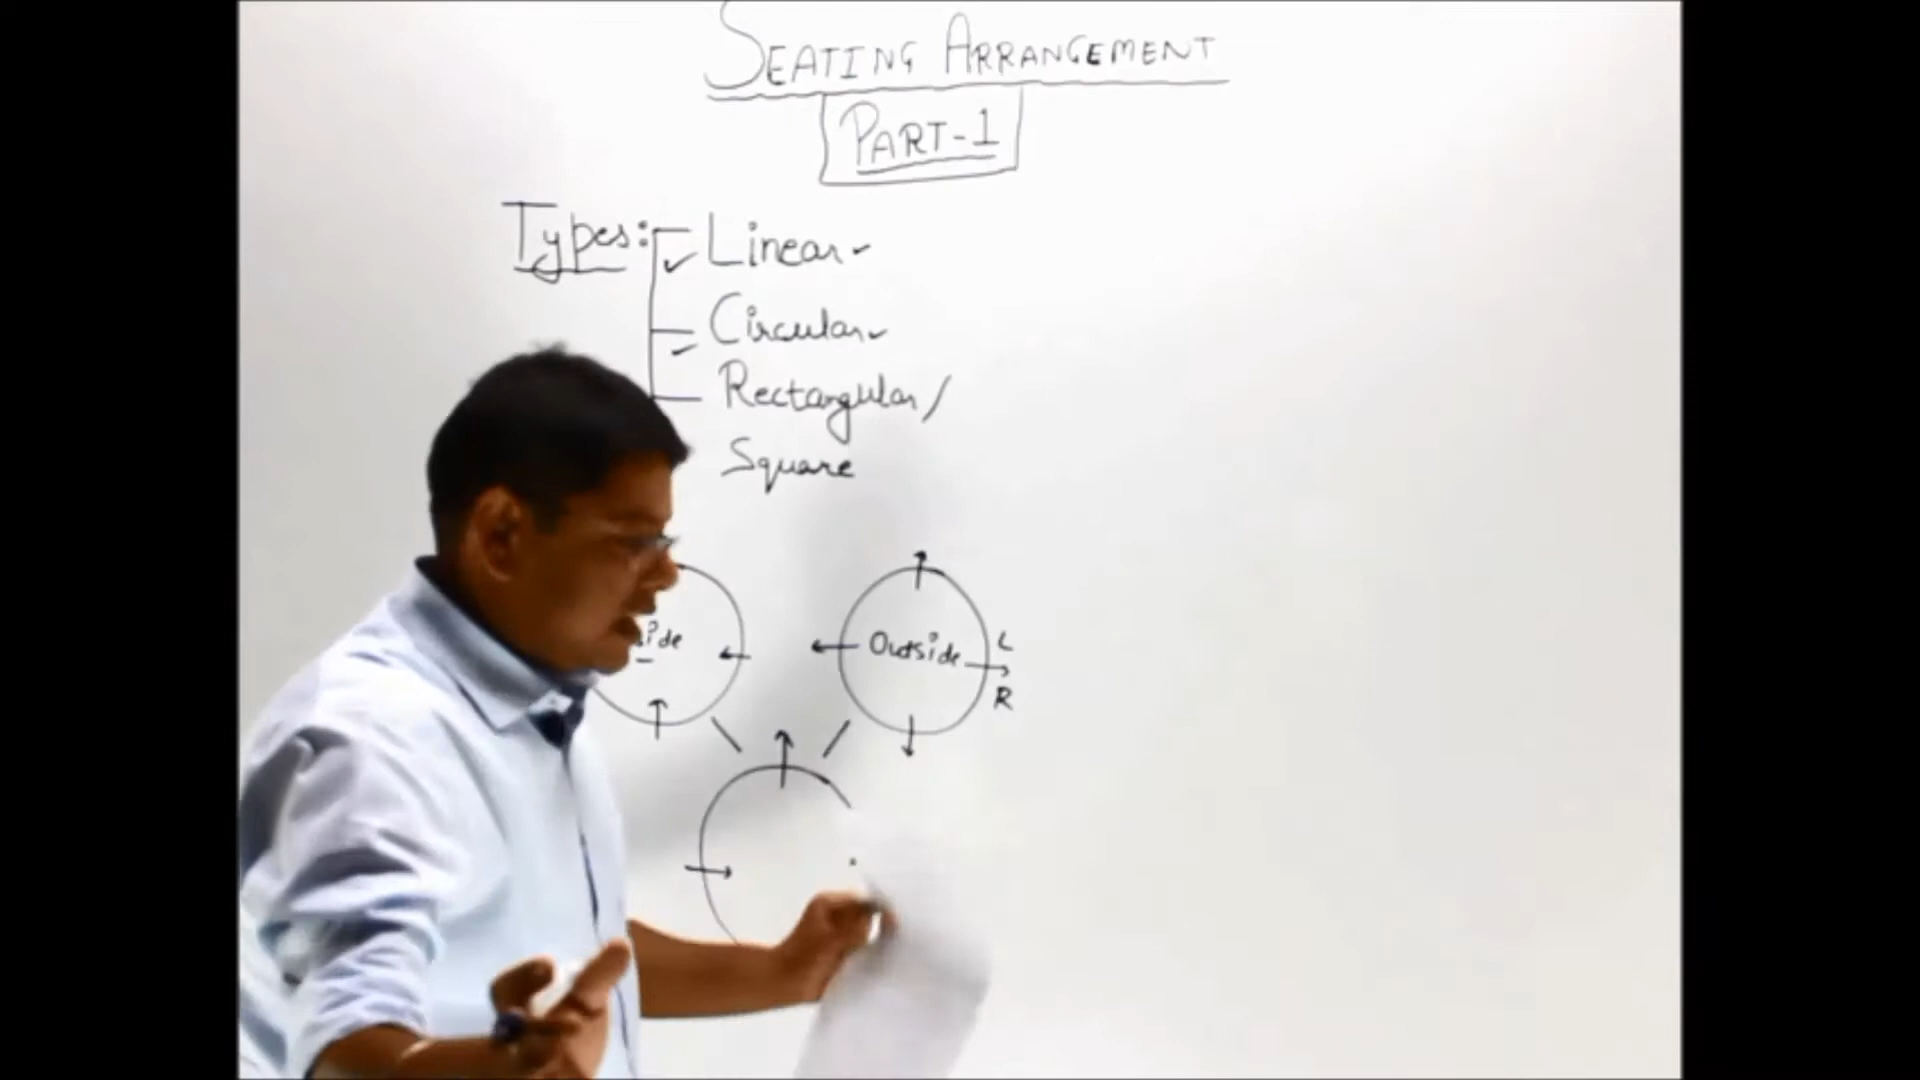 SEATING ARRANGEMENT
PART-1
Types:
Linear
Circular
Rectangular/
Square
Outside
L
R